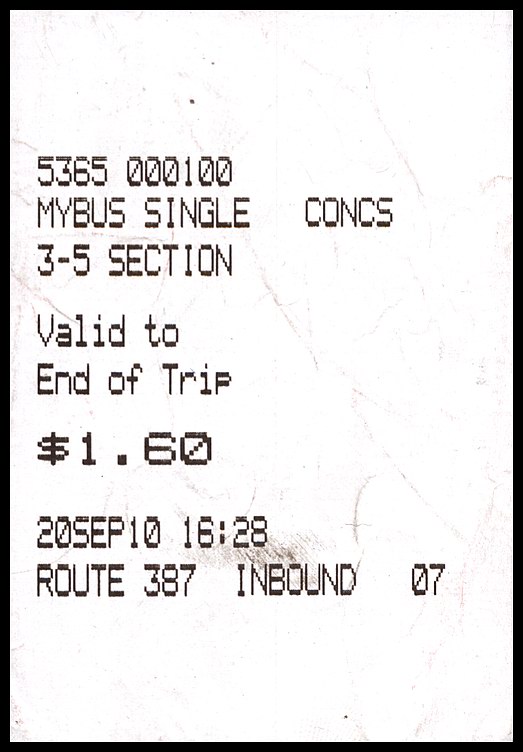 5365 000100
MYBUS SINGLE CONCS
3-5 SECTION
Valid to
End of Trip
$1.60
20SEP10 16:28
ROUTE 387 INBOUND 07